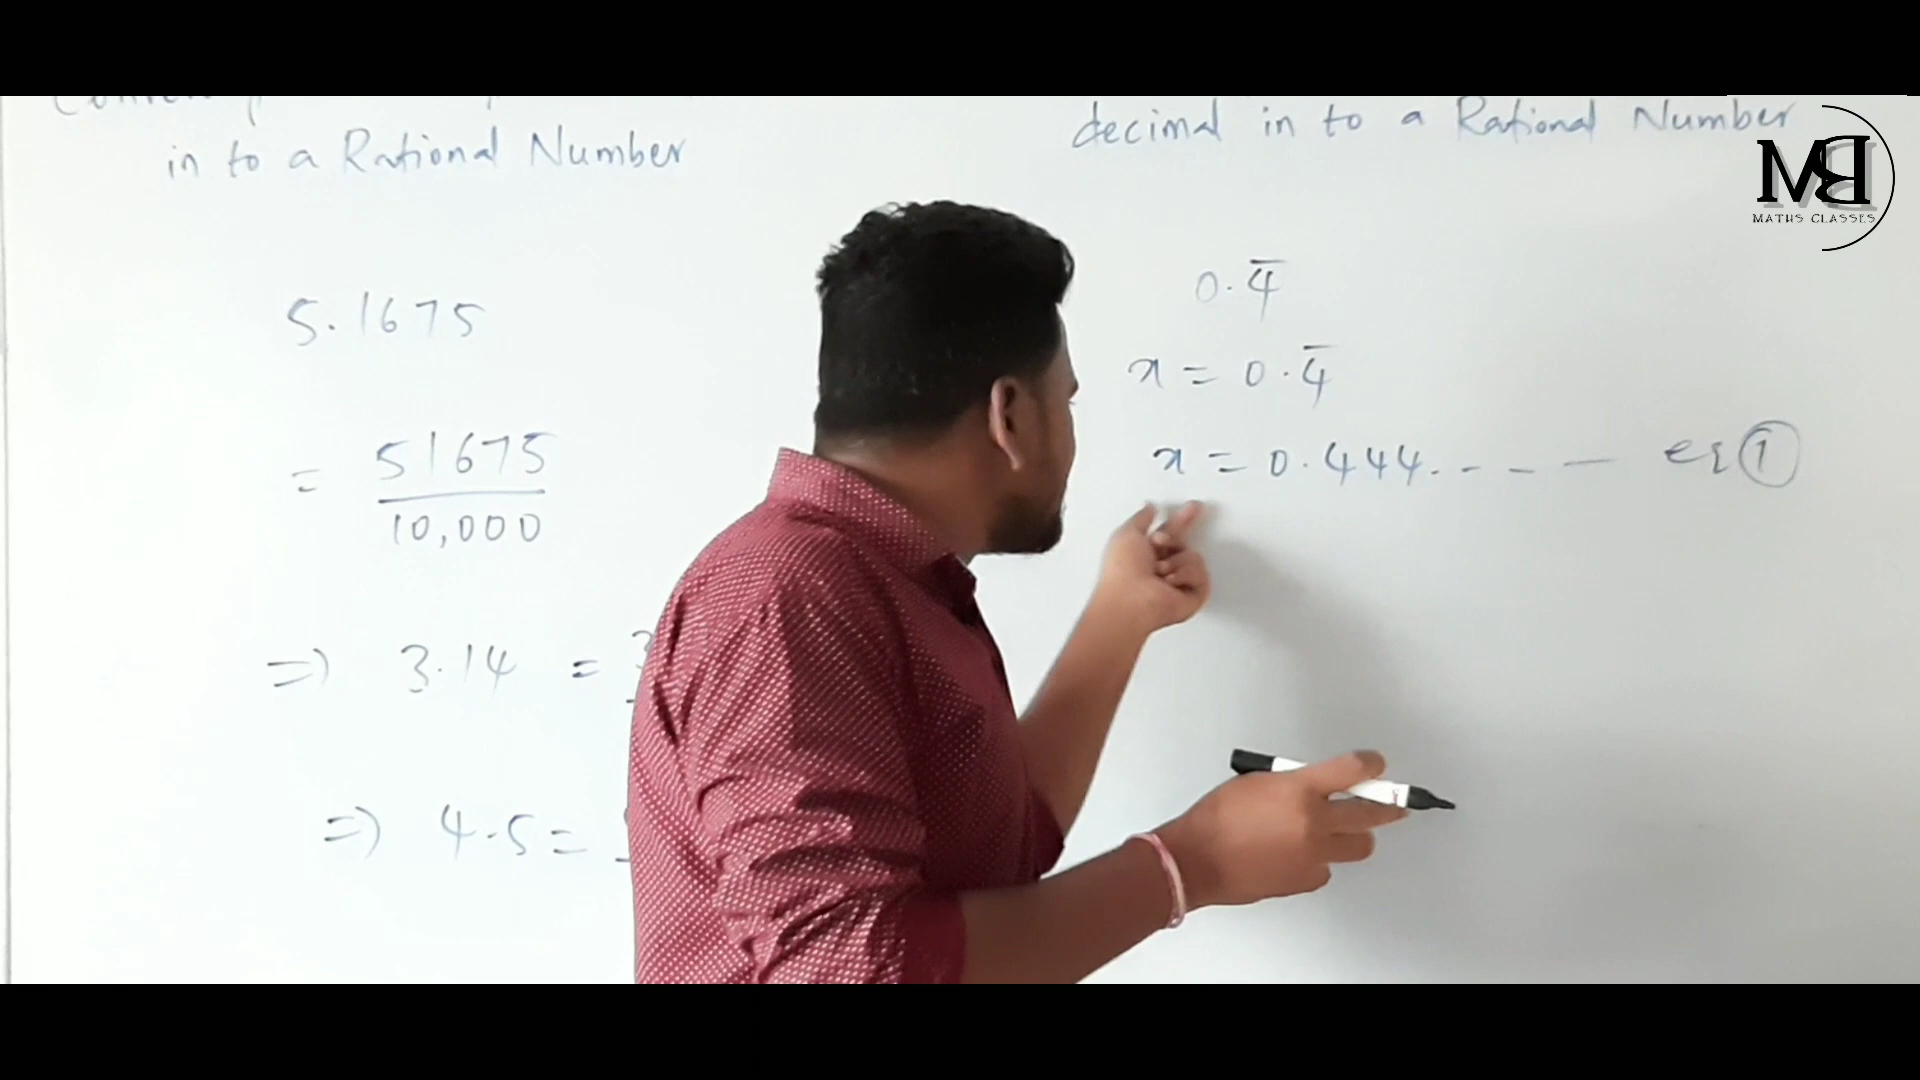 in to a Rational Number
5.1675
= 51675
10,000
=) 3.14 =
=) 4.5 =
decimal in to a Rational Number
0.4̅
x = 0.4̅
x = 0.444. - - — eq ①
MB
MATHS CLASSES